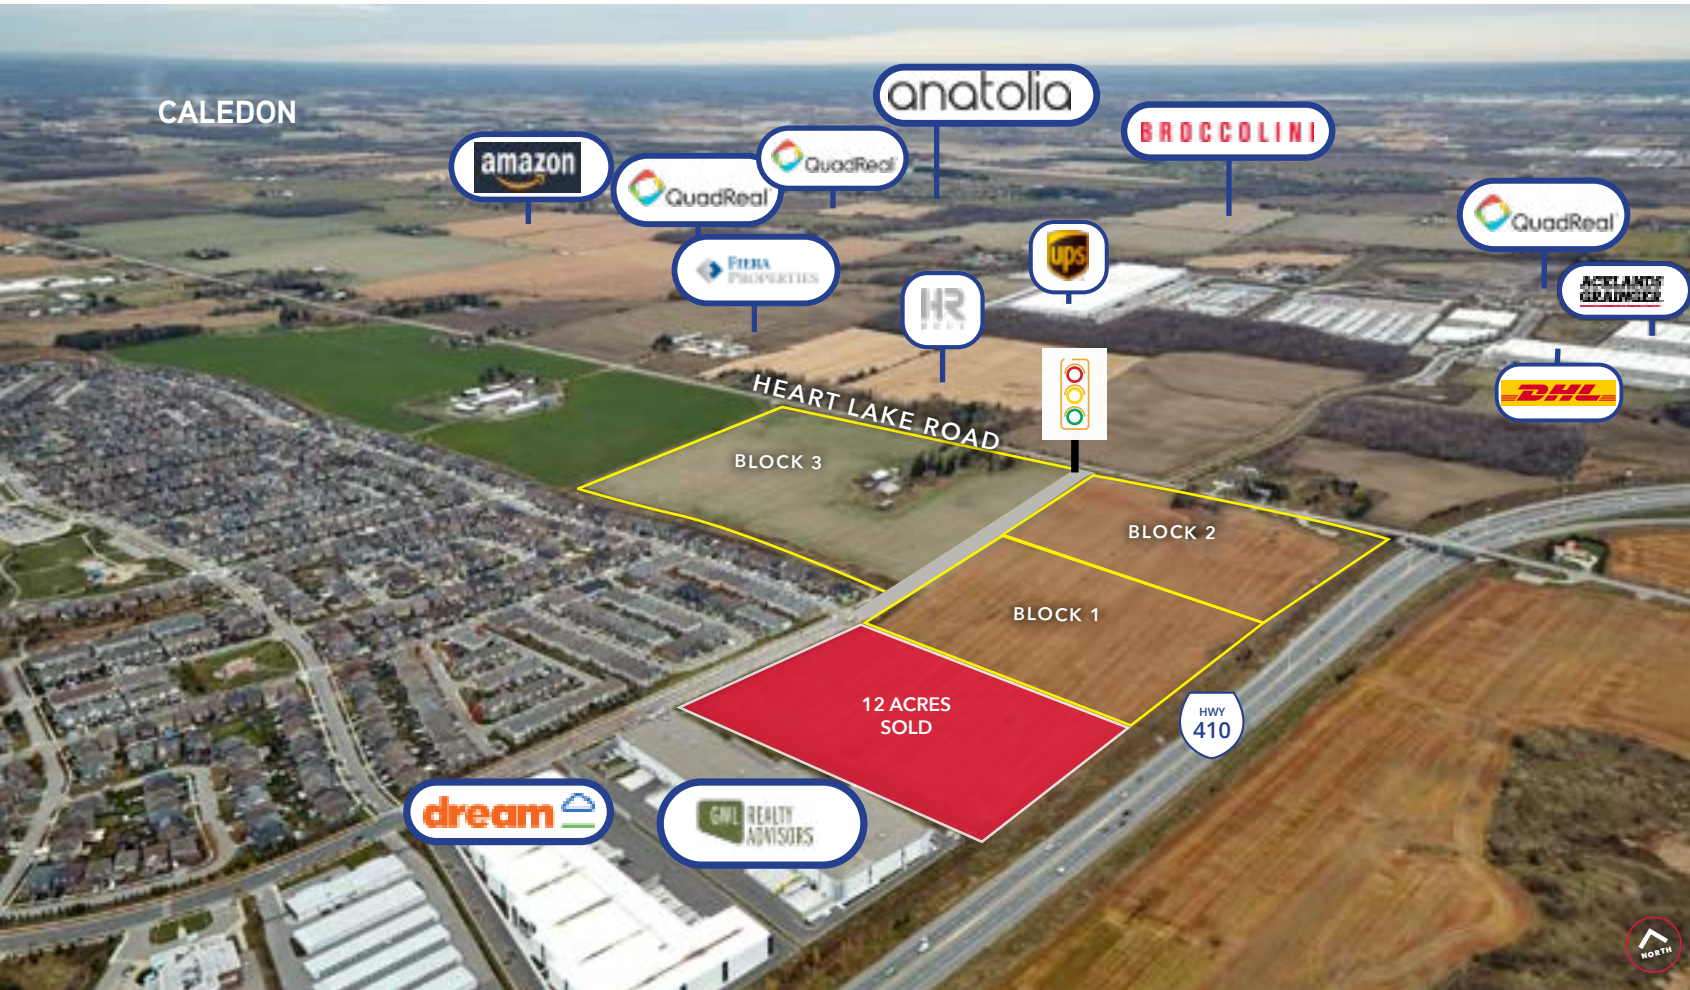 CALEDON
anatolia
BROCCOLINI
amazon
QuadReal
QuadReal
QuadReal
ups
FIERA
PROPERTIES
HR
REIT
ACKLANDS
GRAINGER
DHL
HEART LAKE ROAD
BLOCK 3
BLOCK 2
BLOCK 1
12 ACRES
SOLD
HWY
410
dream
GWL REALTY
ADVISORS
NORTH